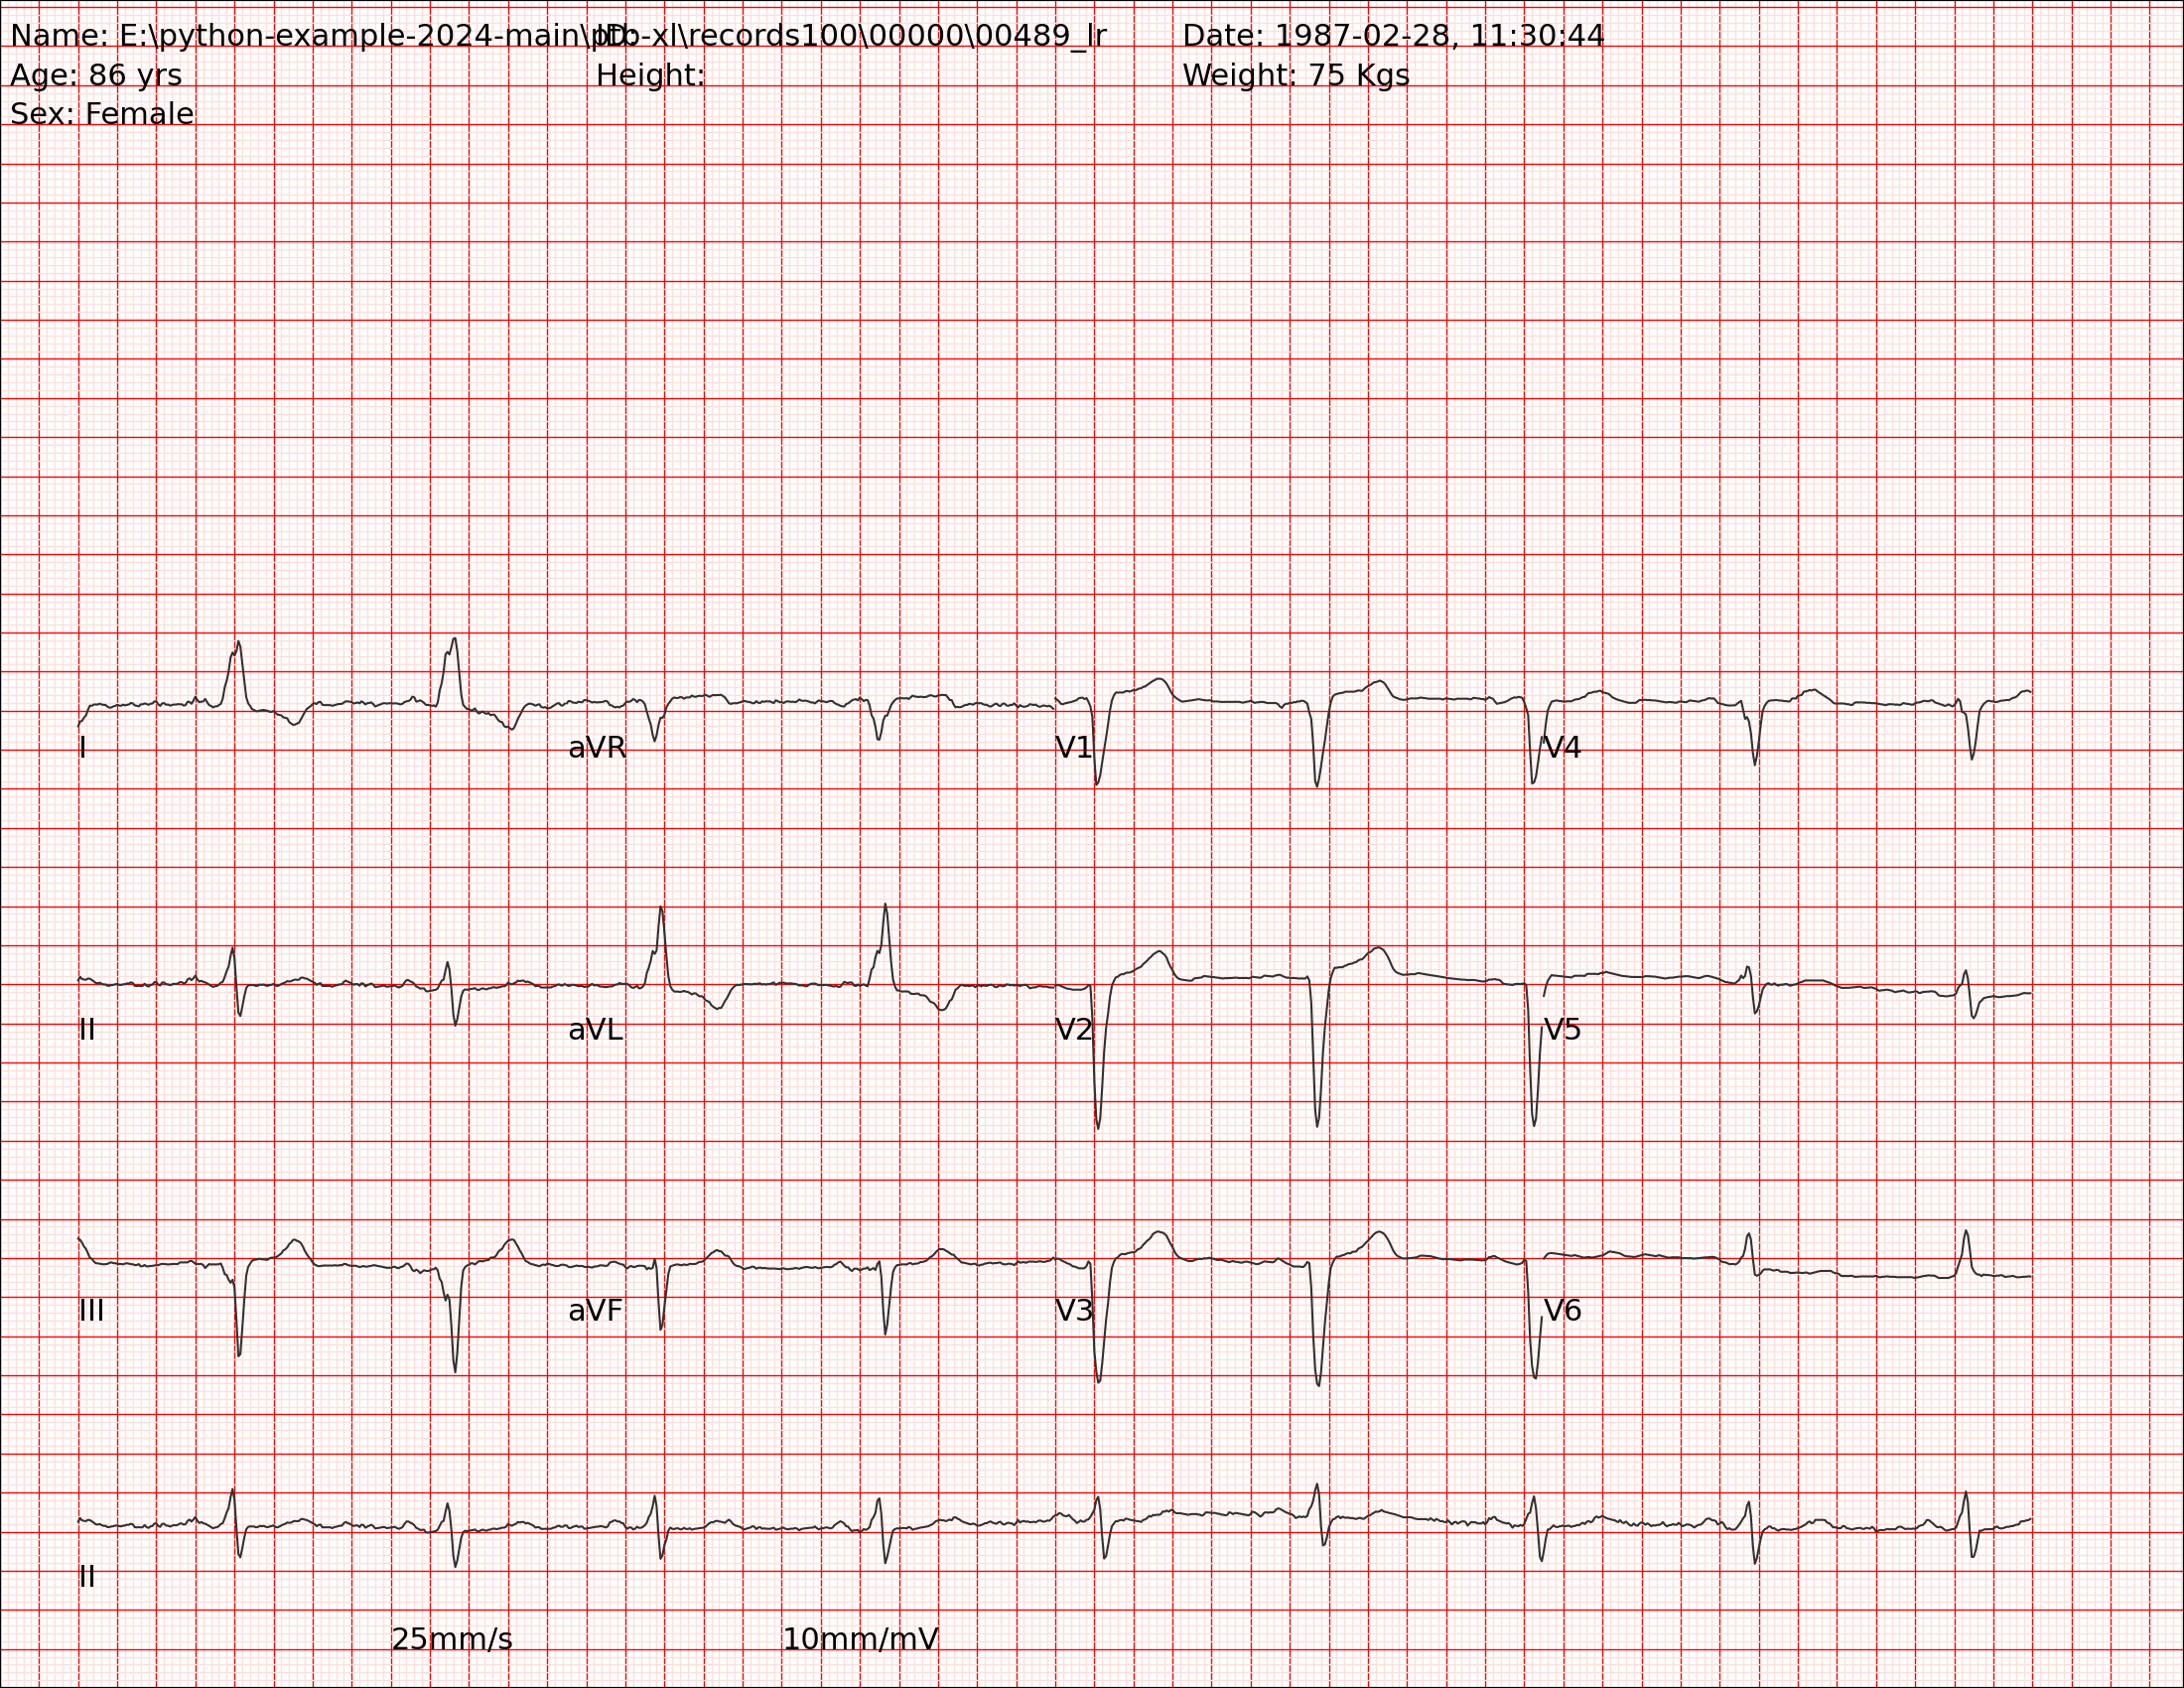 Name: E:\python-example-2024-main\ptb-xl\records100\00000\00489_lr ID: Date: 1987-02-28, 11:30:44
Age: 86 yrs Height: Weight: 75 Kgs
Sex: Female
I aVR V1 V4
II aVL V2 V5
III aVF V3 V6
II
25mm/s 10mm/mV